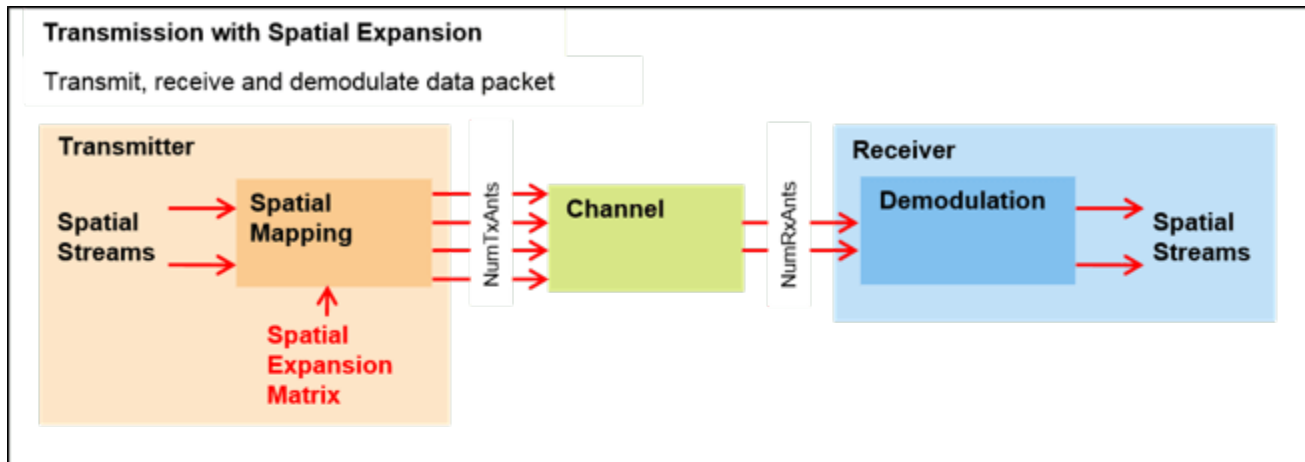 Transmission with Spatial Expansion
Transmit, receive and demodulate data packet
Transmitter
Spatial
Streams
Spatial
Mapping
Spatial
Expansion
Matrix
NumTxAnts
Channel
NumRxAnts
Receiver
Demodulation
Spatial
Streams